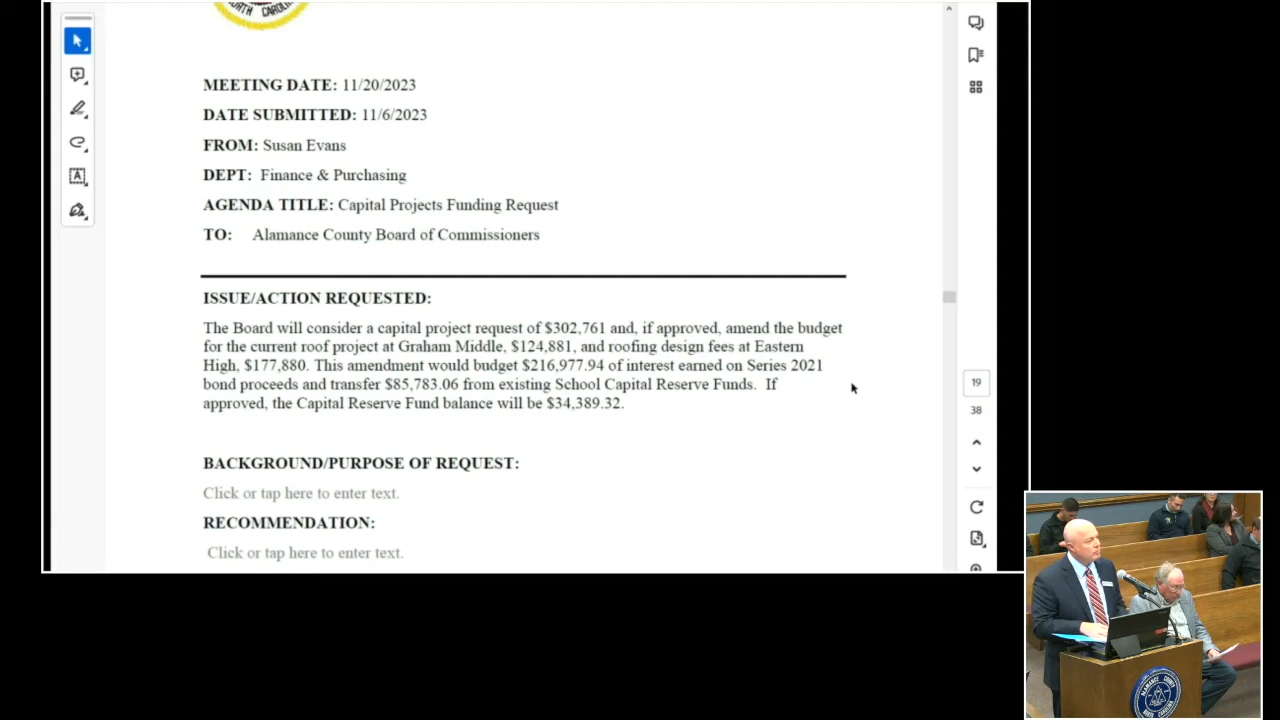 NORTH CAROLINA
MEETING DATE: 11/20/2023
DATE SUBMITTED: 11/6/2023
FROM: Susan Evans
DEPT: Finance & Purchasing
AGENDA TITLE: Capital Projects Funding Request
TO: Alamance County Board of Commissioners
ISSUE/ACTION REQUESTED:
The Board will consider a capital project request of $302,761 and, if approved, amend the budget
for the current roof project at Graham Middle, $124,881, and roofing design fees at Eastern
High, $177,880. This amendment would budget $216,977.94 of interest earned on Series 2021
bond proceeds and transfer $85,783.06 from existing School Capital Reserve Funds. If
approved, the Capital Reserve Fund balance will be $34,389.32.
BACKGROUND/PURPOSE OF REQUEST:
Click or tap here to enter text.
RECOMMENDATION:
Click or tap here to enter text.
19
38
ALAMANCE COUNTY
NORTH CAROLINA